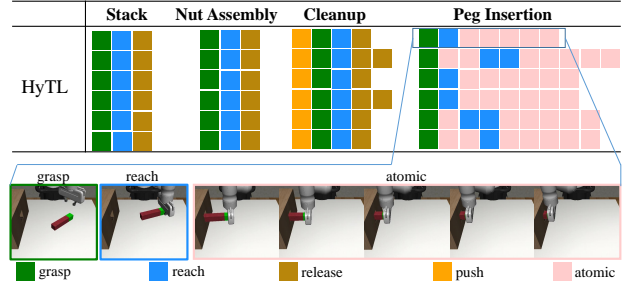 Stack Nut Assembly Cleanup Peg Insertion
HyTL
grasp reach atomic
grasp reach release push atomic